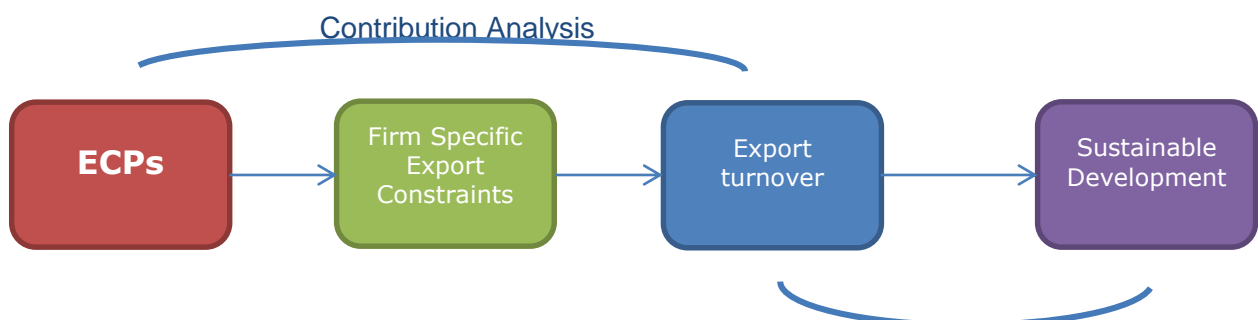 Contribution Analysis
ECPs
Firm Specific
Export
Constraints
Export
turnover
Sustainable
Development